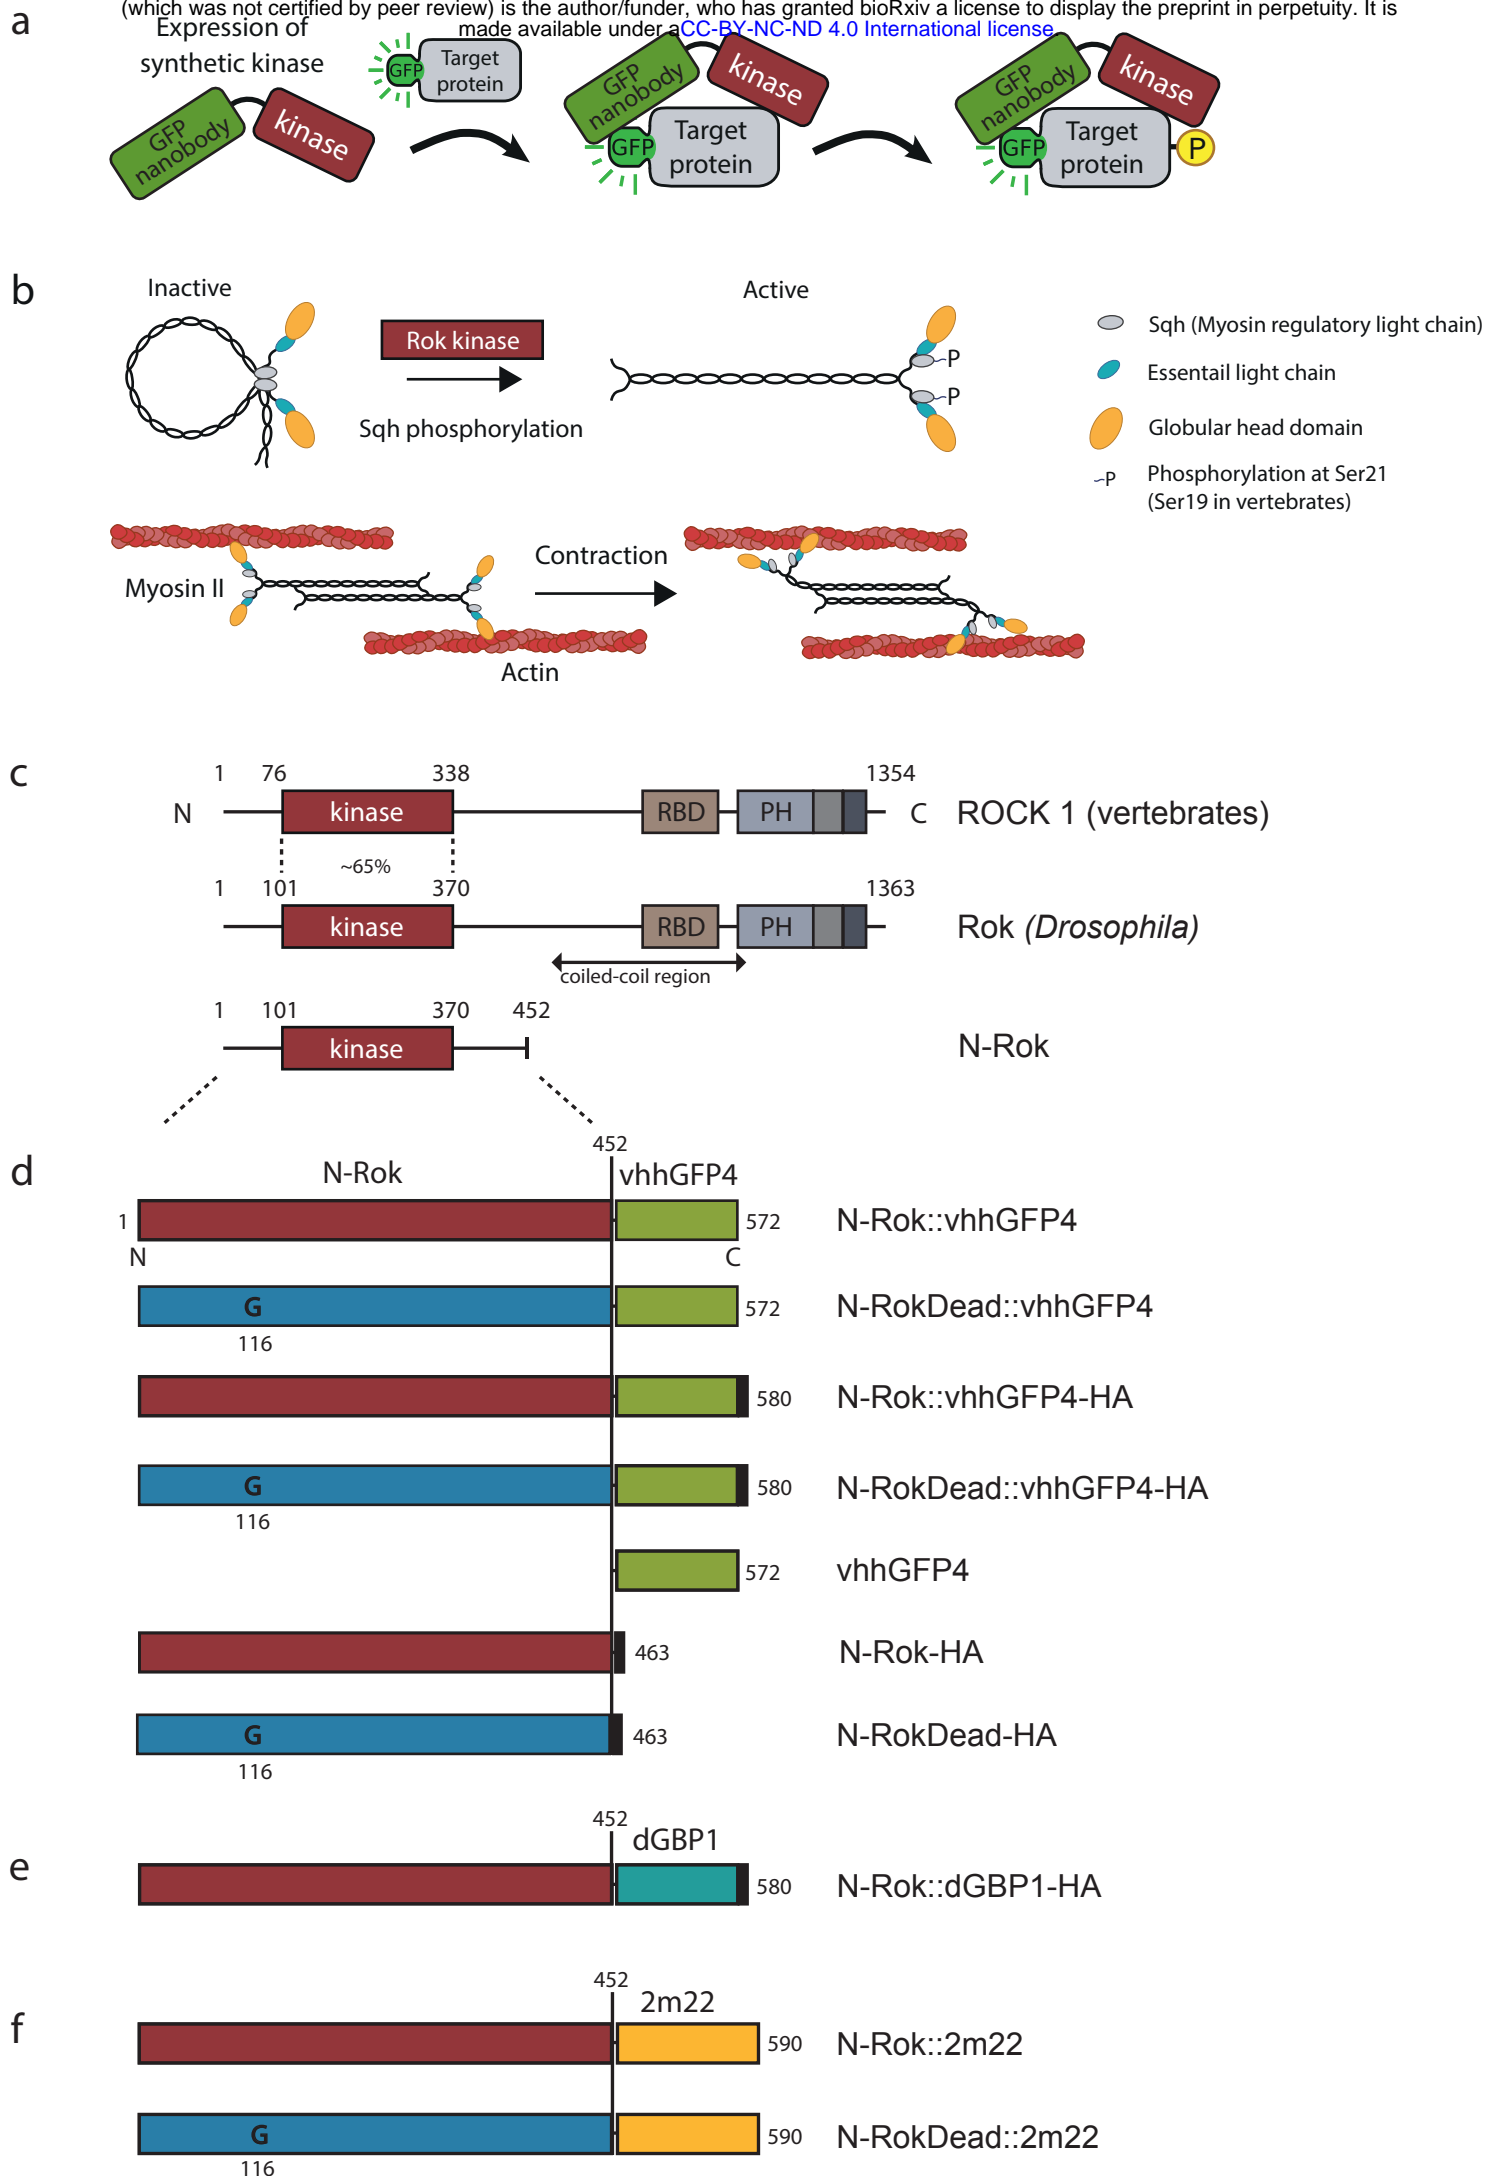 (which was not certified by peer review) is the author/funder, who has granted bioRxiv a license to display the preprint in perpetuity. It is
made available under aCC-BY-NC-ND 4.0 International license.
a
Expression of
synthetic kinase
GFP
nanobody
kinase
GFP
Target
protein
GFP
nanobody
kinase
GFP
Target
protein
GFP
nanobody
kinase
GFP
Target
protein
P
b
Inactive
Rok kinase
Sqh phosphorylation
Active
P
P
Sqh (Myosin regulatory light chain)
Essentail light chain
Globular head domain
~P Phosphorylation at Ser21
(Ser19 in vertebrates)
Myosin II
Contraction
Actin
c
1 76 338 1354
N kinase RBD PH C ROCK 1 (vertebrates)
~65%
1 101 370 1363
kinase RBD PH Rok (Drosophila)
coiled-coil region
1 101 370 452
kinase N-Rok
d
452
N-Rok vhhGFP4
1 572 N-Rok::vhhGFP4
N C
G 572 N-RokDead::vhhGFP4
116
580 N-Rok::vhhGFP4-HA
G 580 N-RokDead::vhhGFP4-HA
116
572 vhhGFP4
463 N-Rok-HA
G 463 N-RokDead-HA
116
e
452
dGBP1
580 N-Rok::dGBP1-HA
f
452
2m22
590 N-Rok::2m22
G 590 N-RokDead::2m22
116